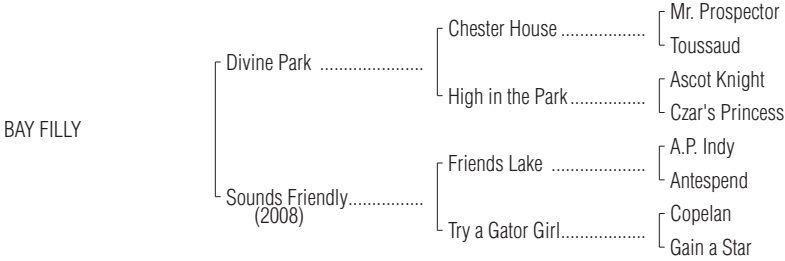 Mr. Prospector
Chester House ..................
Toussaud
Divine Park ......................
Ascot Knight
High in the Park................
Czar's Princess
BAY FILLY
A.P. Indy
Friends Lake ....................
Antespend
Sounds Friendly................
(2008)
Copelan
Try a Gator Girl..................
Gain a Star